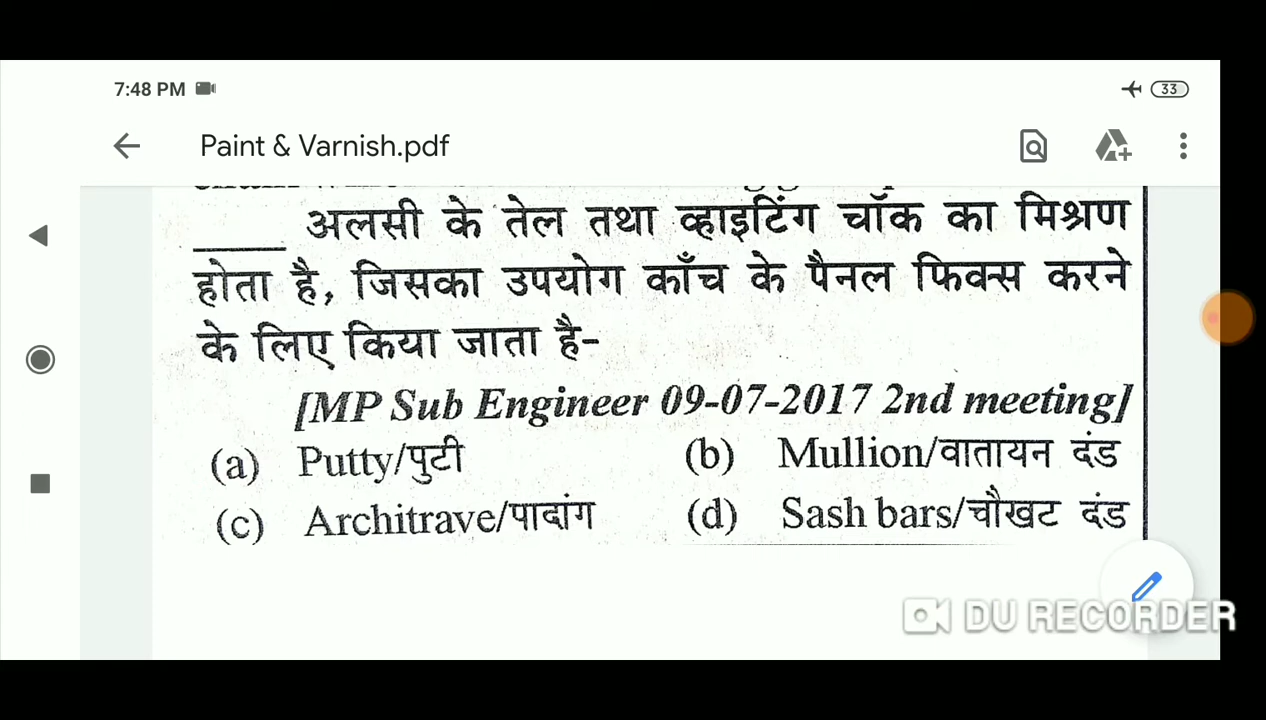 7:48 PM
33
Paint & Varnish.pdf
____ अलसी के तेल तथा व्हाइटिंग चॉक का मिश्रण
होता है, जिसका उपयोग काँच के पैनल फिक्स करने
के लिए किया जाता है-
[MP Sub Engineer 09-07-2017 2nd meeting]
(a) Putty/पुटी (b) Mullion/वातायन दंड
(c) Architrave/पादांग (d) Sash bars/चौखट दंड
DU RECORDER